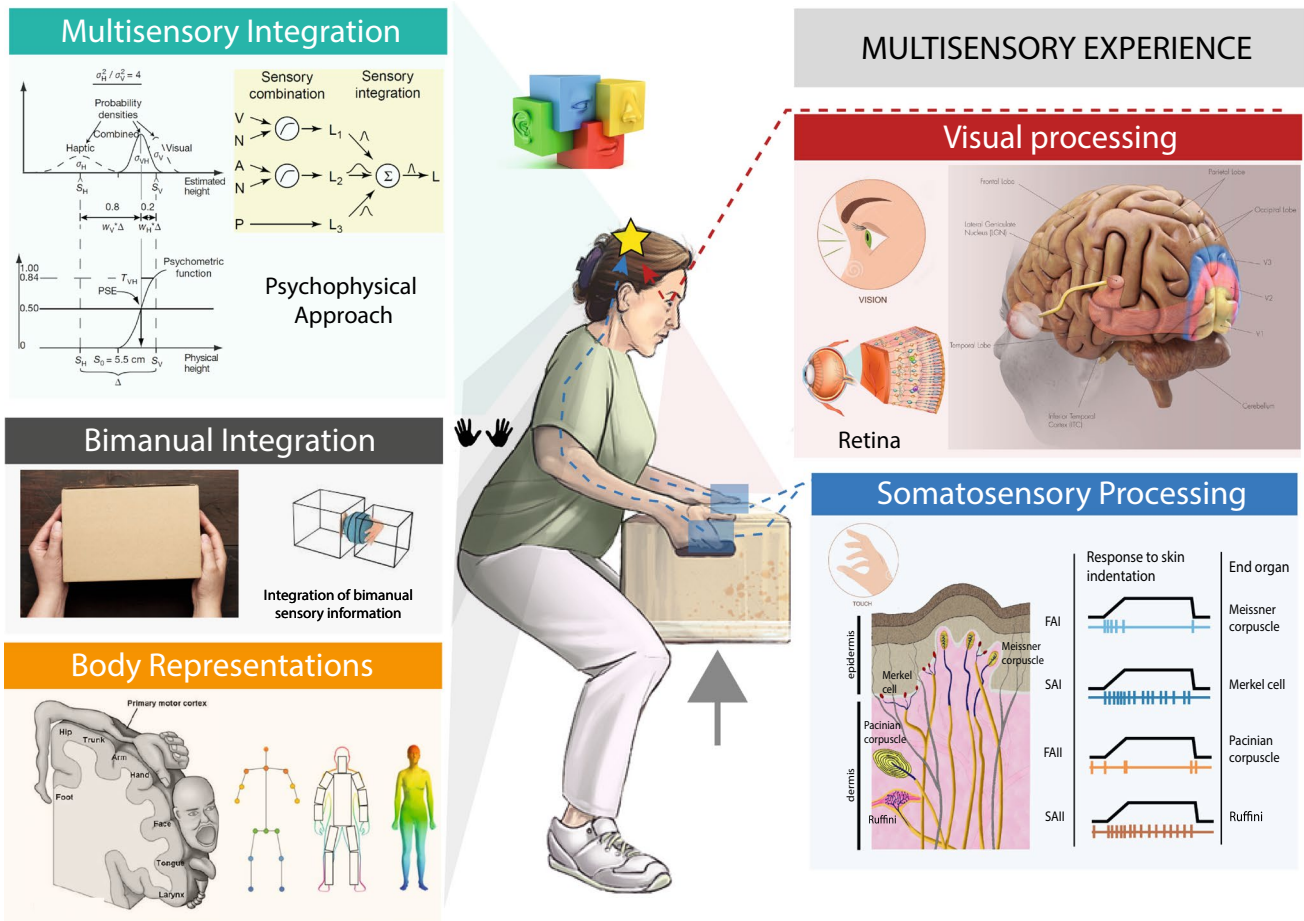 Multisensory Integration
σ²H / σ²V = 4
Probability
densities
Combined
Haptic
Visual
σH
σVH
σV
SH
SV
Estimated
height
0.8
0.2
wV*Δ
wH*Δ
1.00
0.84
0.50
0
TVH
PSE
Psychometric
function
SH
S0 = 5.5 cm
SV
Physical
height
Δ
Sensory
combination
Sensory
integration
V
N
L1
A
N
L2
Σ
L
P
L3
Psychophysical
Approach
Bimanual Integration
Integration of bimanual
sensory information
Body Representations
Primary motor cortex
Hip
Trunk
Arm
Hand
Foot
Face
Tongue
Larynx
MULTISENSORY EXPERIENCE
Visual processing
VISION
Retina
Frontal Lobe
Parietal Lobe
Occipital Lobe
Lateral Geniculate
Nucleus (LGN)
V3
V2
V1
Temporal Lobe
Inferior Temporal
Cortex (ITC)
Cerebellum
Somatosensory Processing
TOUCH
epidermis
dermis
Meissner
corpuscle
Merkel
cell
Pacinian
corpuscle
Ruffini
Response to skin
indentation
End organ
FAI
Meissner
corpuscle
SAI
Merkel cell
FAII
Pacinian
corpuscle
SAII
Ruffini